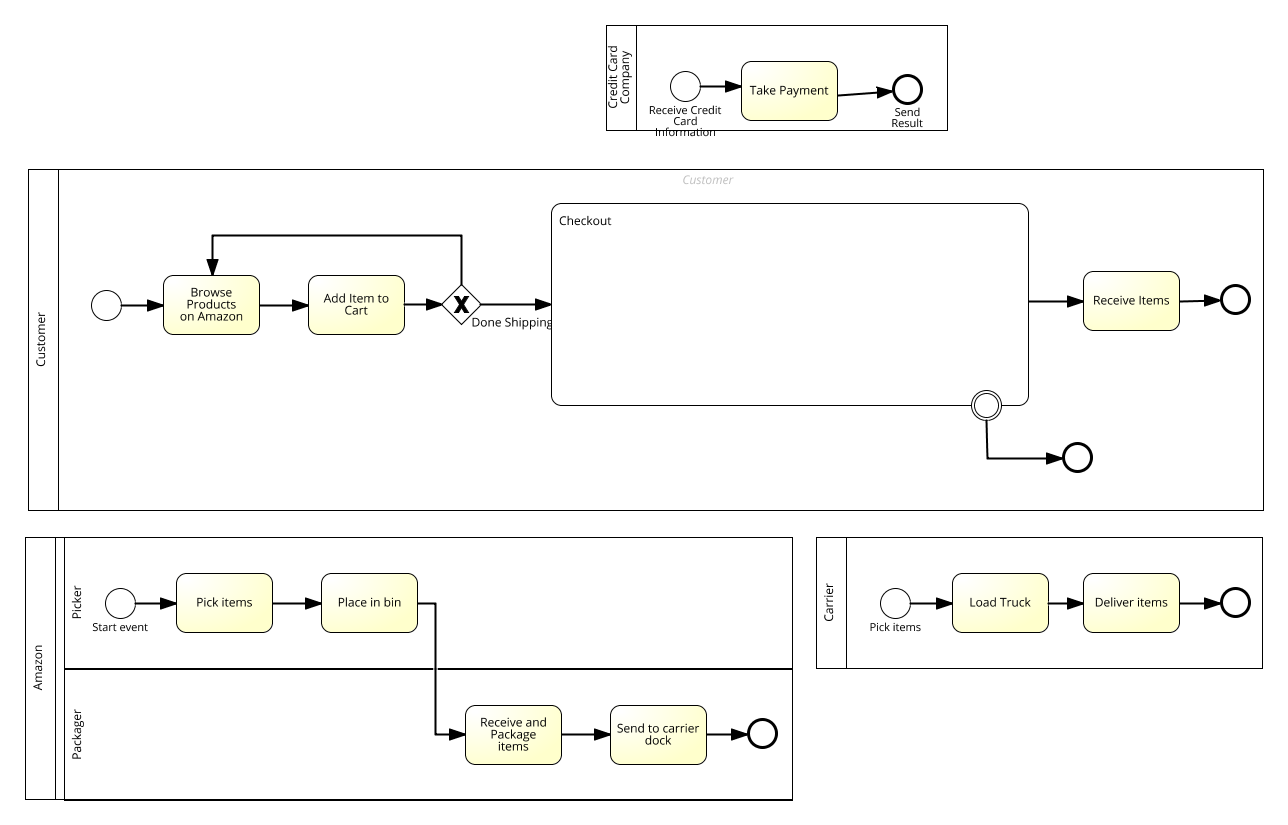 Credit Card
Company
Receive Credit
Card
Information
Take Payment
Send
Result
Customer
Customer
Checkout
Browse
Products
on Amazon
Add Item to
Cart
Done Shipping
Receive Items
Amazon
Picker
Start event
Pick items
Place in bin
Packager
Receive and
Package
items
Send to carrier
dock
Carrier
Pick items
Load Truck
Deliver items